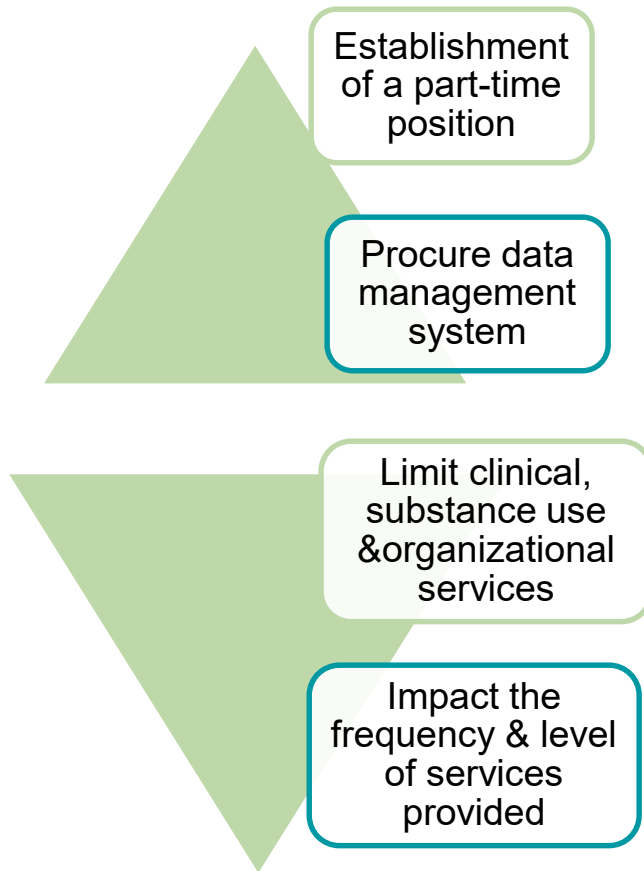 Establishment
of a part-time
position
Procure data
management
system
Limit clinical,
substance use
&organizational
services
Impact the
frequency & level
of services
provided